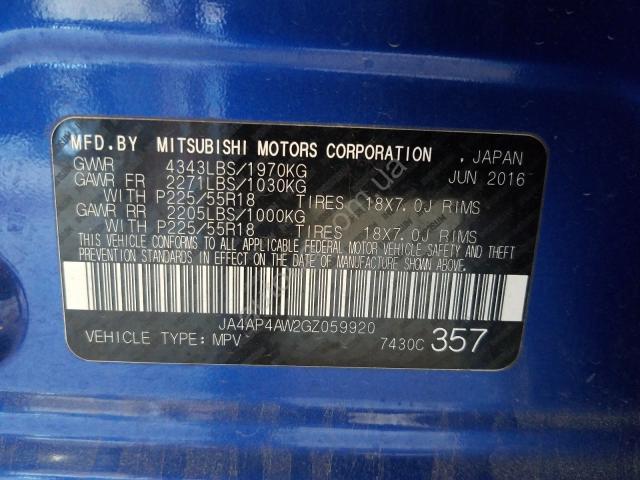 MFD.BY MITSUBISHI MOTORS CORPORATION , JAPAN
GVWR 4343LBS/1970KG JUN 2016
GAWR FR 2271LBS/1030KG
WITH P225/55R18 TIRES 18X7.0J RIMS
GAWR RR 2205LBS/1000KG
WITH P225/55R18 TIRES 18X7.0J RIMS
THIS VEHICLE CONFORMS TO ALL APPLICABLE FEDERAL MOTOR VEHICLE SAFETY AND THEFT
PREVENTION STANDARDS IN EFFECT ON THE DATE OF MANUFACTURE SHOWN ABOVE.
JA4AP4AW2GZ059920
VEHICLE TYPE: MPV 7430C 357